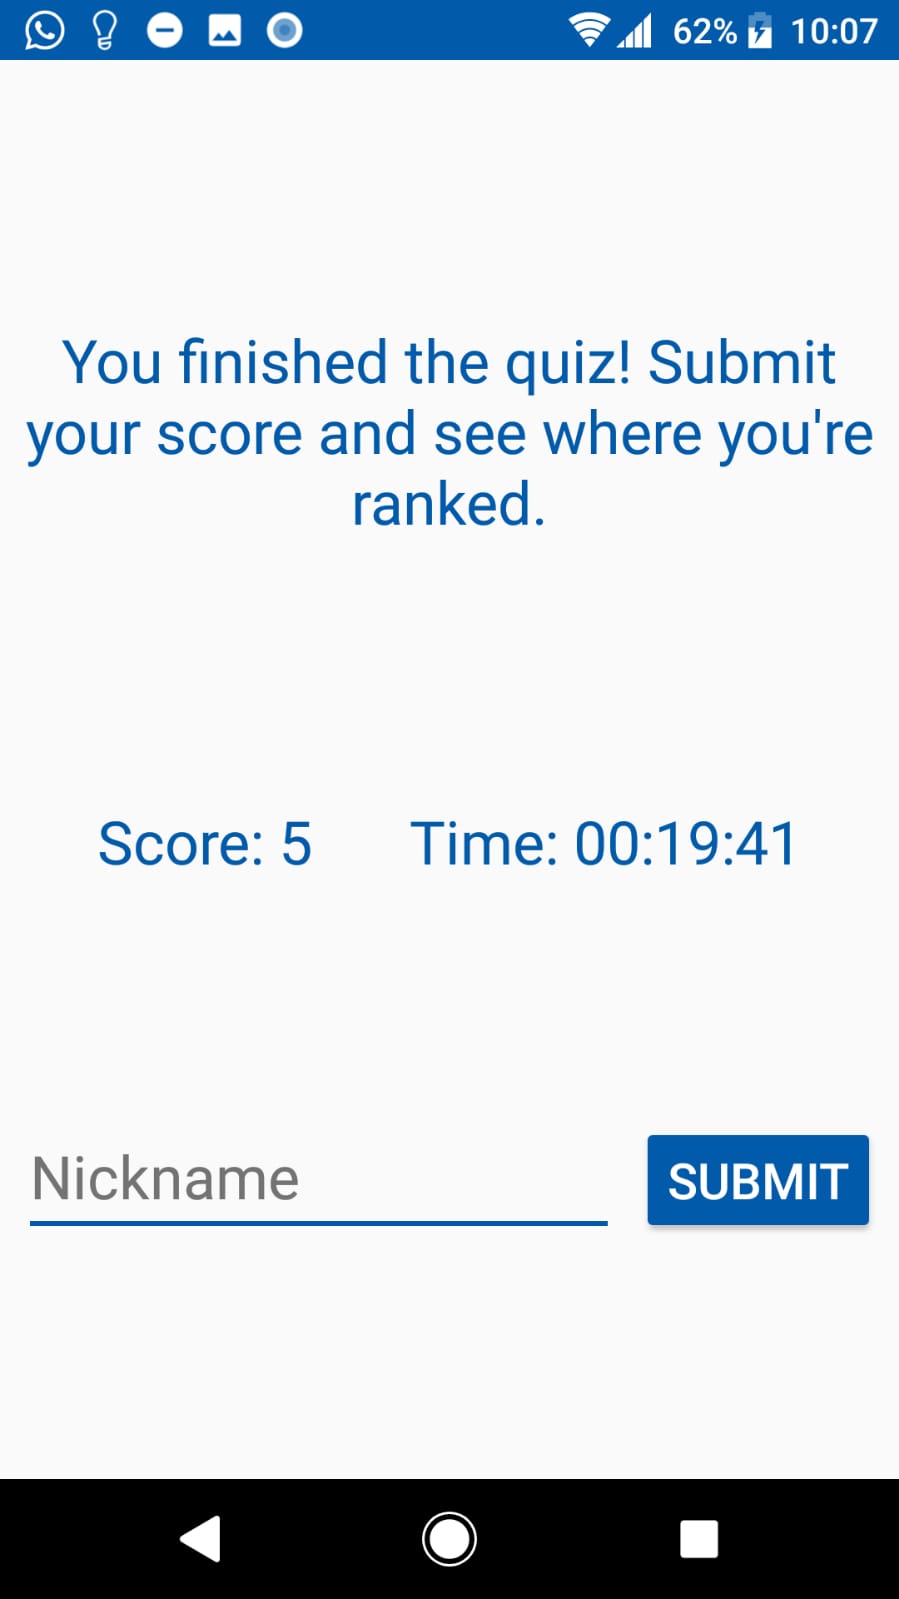 62% 10:07
You finished the quiz! Submit
your score and see where you're
ranked.
Score: 5 Time: 00:19:41
Nickname SUBMIT